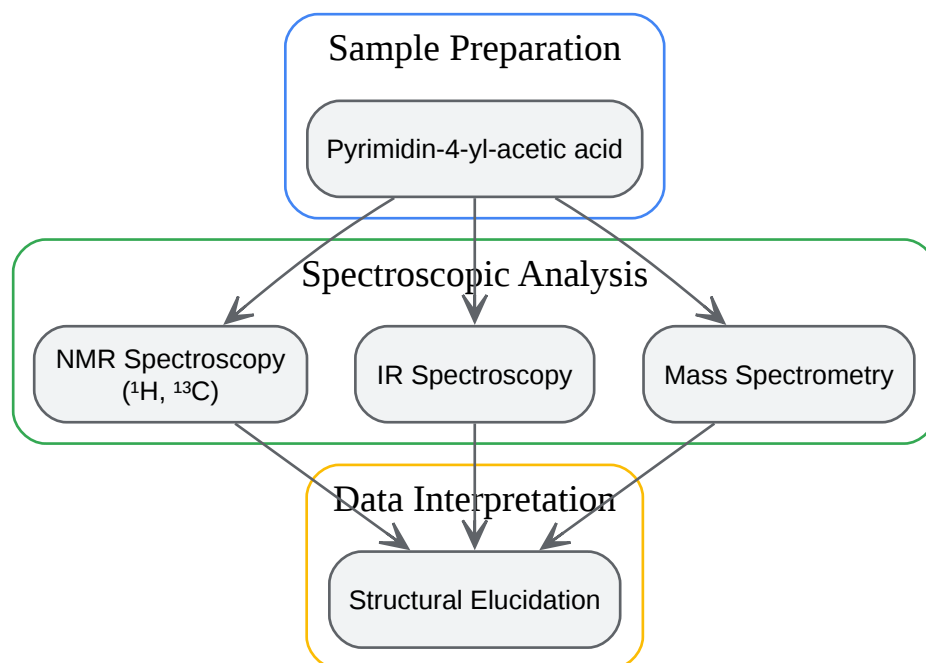 Sample Preparation
Pyrimidin-4-yl-acetic acid
Spectroscopic Analysis
NMR Spectroscopy
(¹H, ¹³C)
IR Spectroscopy
Mass Spectrometry
Data Interpretation
Structural Elucidation